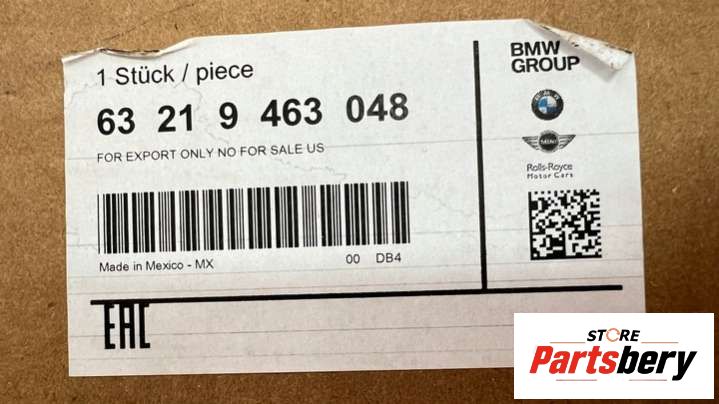 1 Stück / piece
63 21 9 463 048
FOR EXPORT ONLY NO FOR SALE US
Made in Mexico - MX 00 DB4
EAC
BMW
GROUP
MINI
Rolls-Royce
Motor Cars
STORE
Partsbery